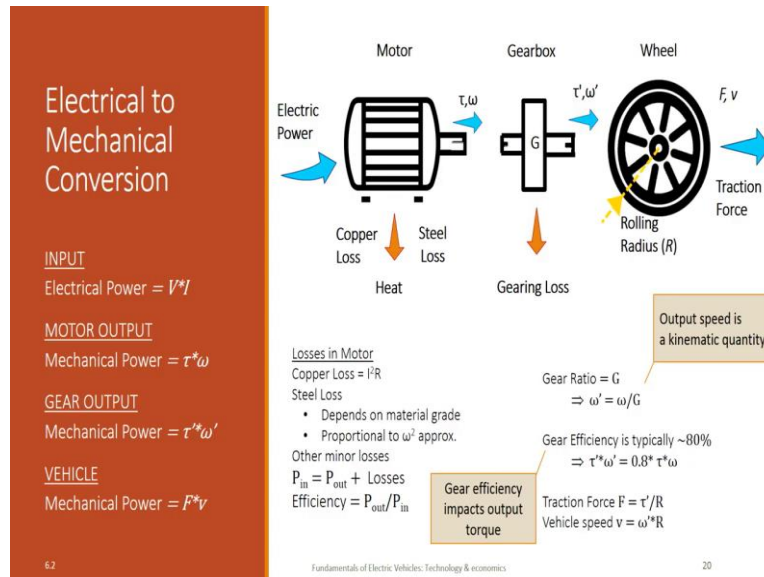 Electrical to
Mechanical
Conversion
INPUT
Electrical Power = V*I
MOTOR OUTPUT
Mechanical Power = τ*ω
GEAR OUTPUT
Mechanical Power = τ'*ω'
VEHICLE
Mechanical Power = F*v
6.2
Motor
Gearbox
Wheel
Electric
Power
τ,ω
G
τ',ω'
F, v
Traction
Force
Rolling
Radius (R)
Copper
Loss
Steel
Loss
Heat
Gearing Loss
Output speed is
a kinematic quantity
Losses in Motor
Copper Loss = I²R
Steel Loss
• Depends on material grade
• Proportional to ω² approx.
Other minor losses
Pin = Pout + Losses
Efficiency = Pout/Pin
Gear efficiency
impacts output
torque
Gear Ratio = G
⇒ ω' = ω/G
Gear Efficiency is typically ~80%
⇒ τ'*ω' = 0.8* τ*ω
Traction Force F = τ'/R
Vehicle speed v = ω'*R
Fundamentals of Electric Vehicles: Technology & economics
20